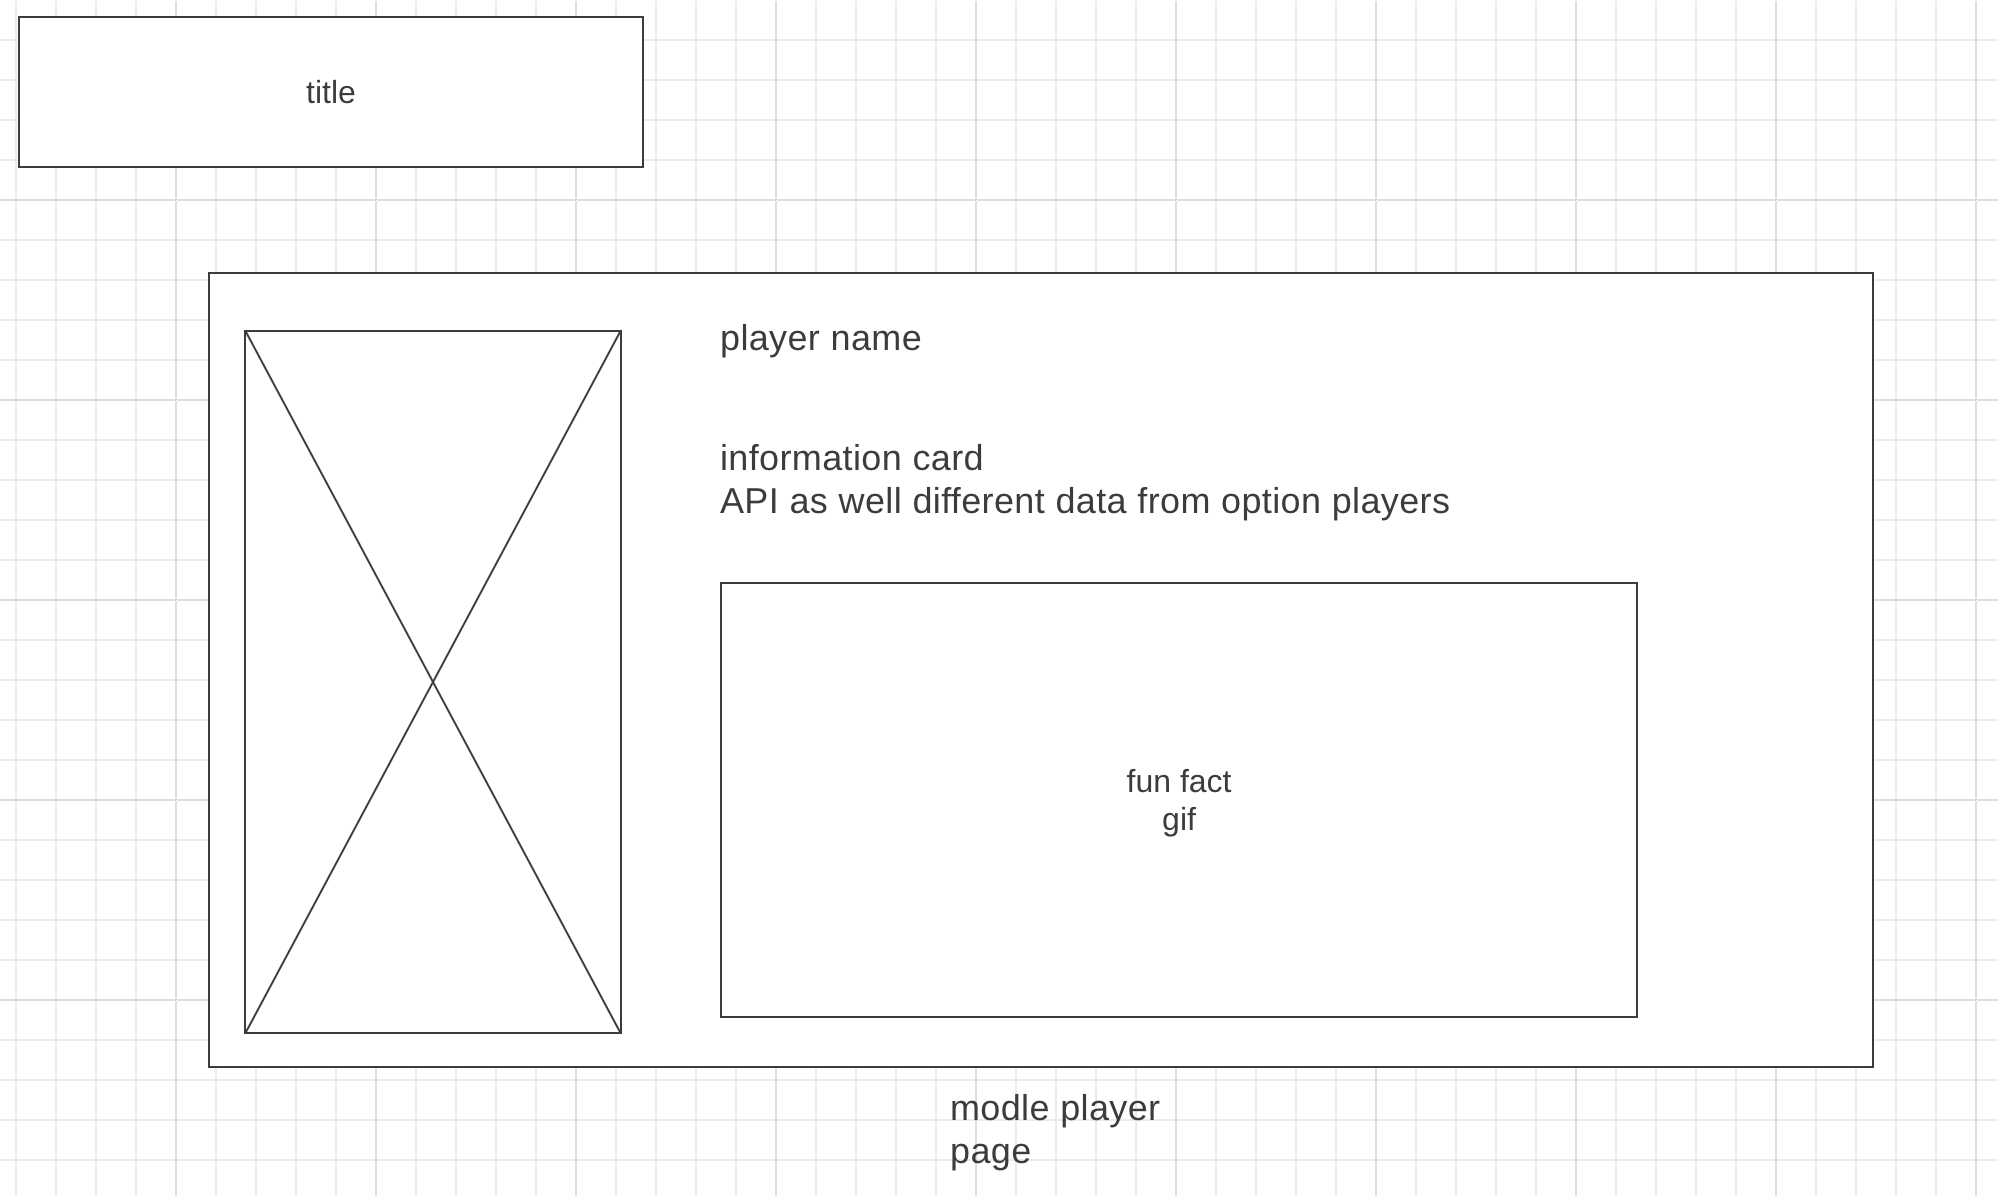 title
player name
information card
API as well different data from option players
fun fact
gif
modle player
page